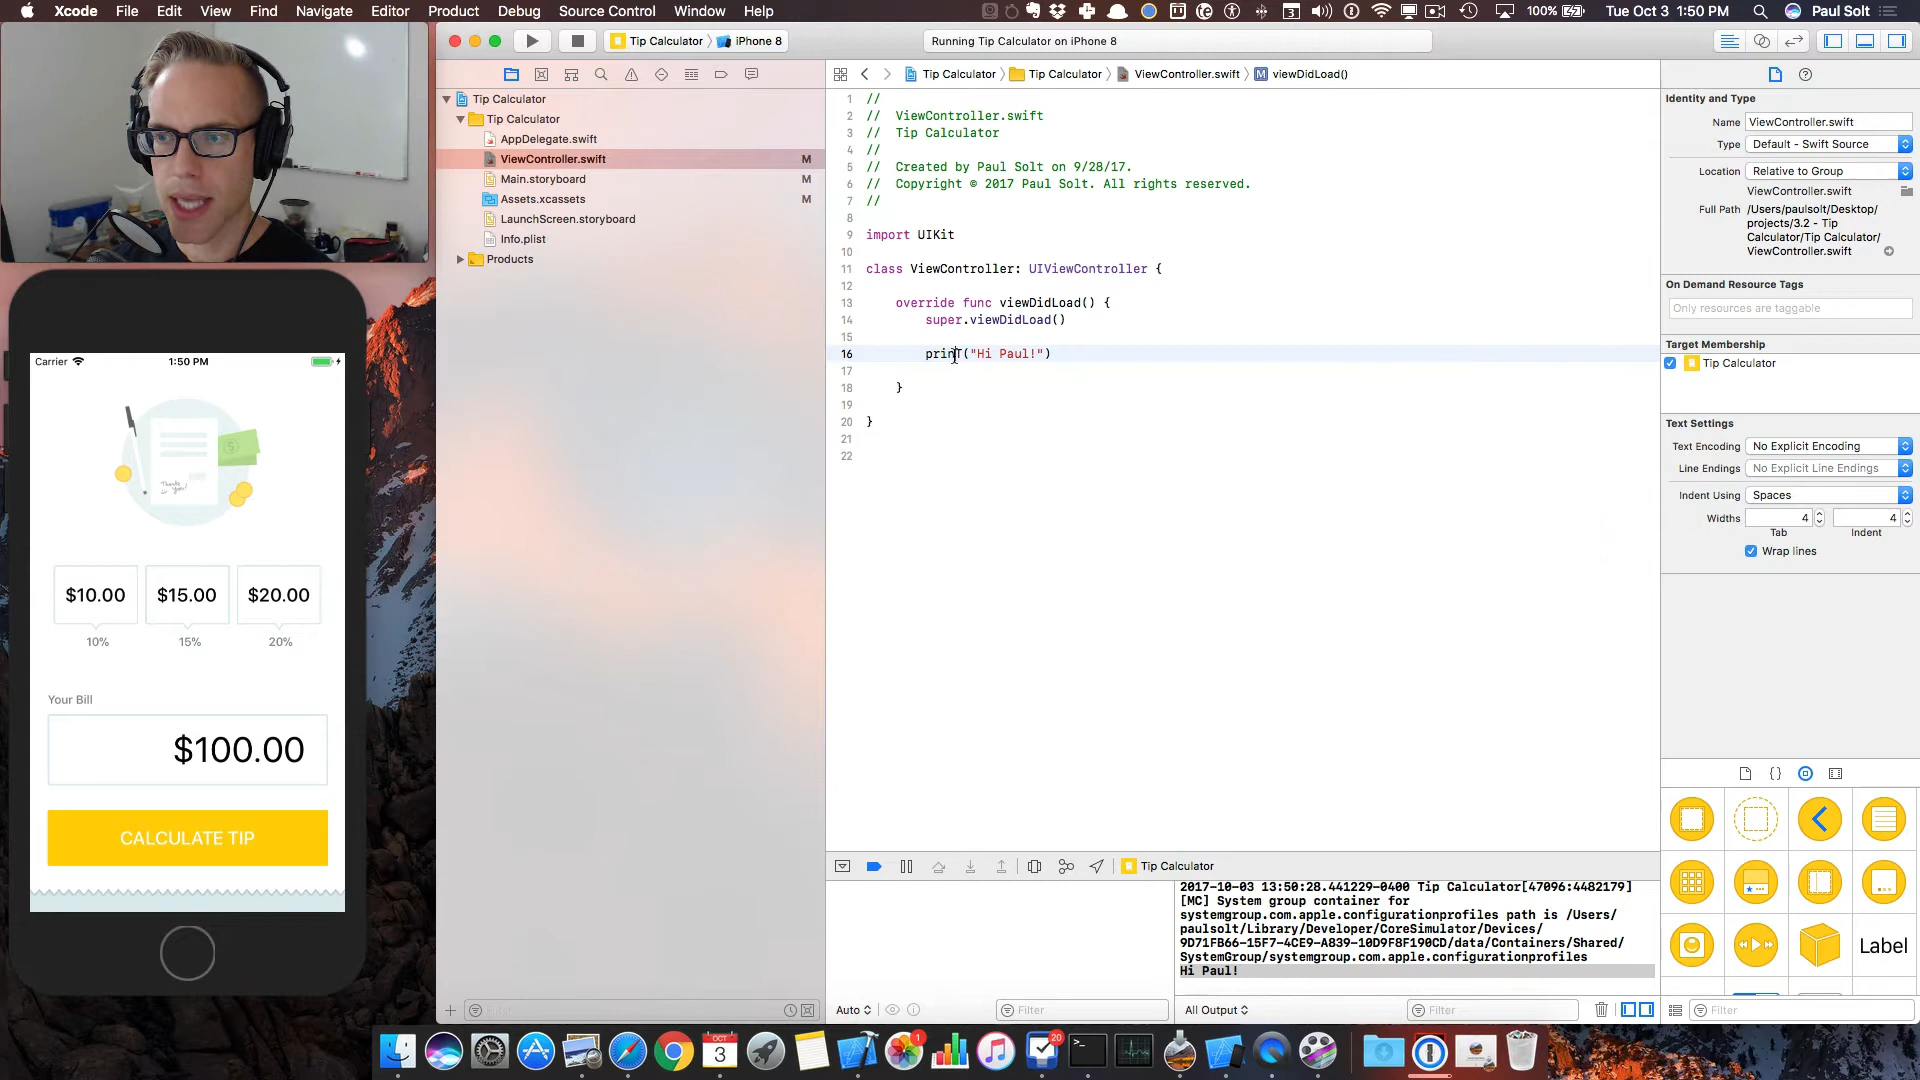 Xcode File Edit View Find Navigate Editor Product Debug Source Control Window Help
100% Tue Oct 3 1:50 PM Paul Solt
Tip Calculator iPhone 8
Running Tip Calculator on iPhone 8
Tip Calculator
Tip Calculator
AppDelegate.swift
ViewController.swift M
Main.storyboard M
Assets.xcassets M
LaunchScreen.storyboard
Info.plist
Products
Tip Calculator Tip Calculator ViewController.swift M viewDidLoad()
1 //
2 // ViewController.swift
3 // Tip Calculator
4 //
5 // Created by Paul Solt on 9/28/17.
6 // Copyright © 2017 Paul Solt. All rights reserved.
7 //
8
9 import UIKit
10
11 class ViewController: UIViewController {
12
13 override func viewDidLoad() {
14 super.viewDidLoad()
15
16 print("Hi Paul!")
17
18 }
19
20 }
21
22
Carrier 1:50 PM
Thank you!
$10.00 $15.00 $20.00
10% 15% 20%
Your Bill
$100.00
CALCULATE TIP
Tip Calculator
2017-10-03 13:50:28.441229-0400 Tip Calculator[47096:4482179]
[MC] System group container for
systemgroup.com.apple.configurationprofiles path is /Users/
paulsolt/Library/Developer/CoreSimulator/Devices/
9D71FB66-15F7-4CE9-A839-10D9F8F190CD/data/Containers/Shared/
SystemGroup/systemgroup.com.apple.configurationprofiles
Hi Paul!
Filter
Auto
Filter
All Output
Filter
Filter
Identity and Type
Name ViewController.swift
Type Default - Swift Source
Location Relative to Group
ViewController.swift
Full Path /Users/paulsolt/Desktop/
projects/3.2 - Tip
Calculator/Tip Calculator/
ViewController.swift
On Demand Resource Tags
Only resources are taggable
Target Membership
Tip Calculator
Text Settings
Text Encoding No Explicit Encoding
Line Endings No Explicit Line Endings
Indent Using Spaces
Widths 4 4
Tab Indent
Wrap lines
Label
OCT
3
1
20